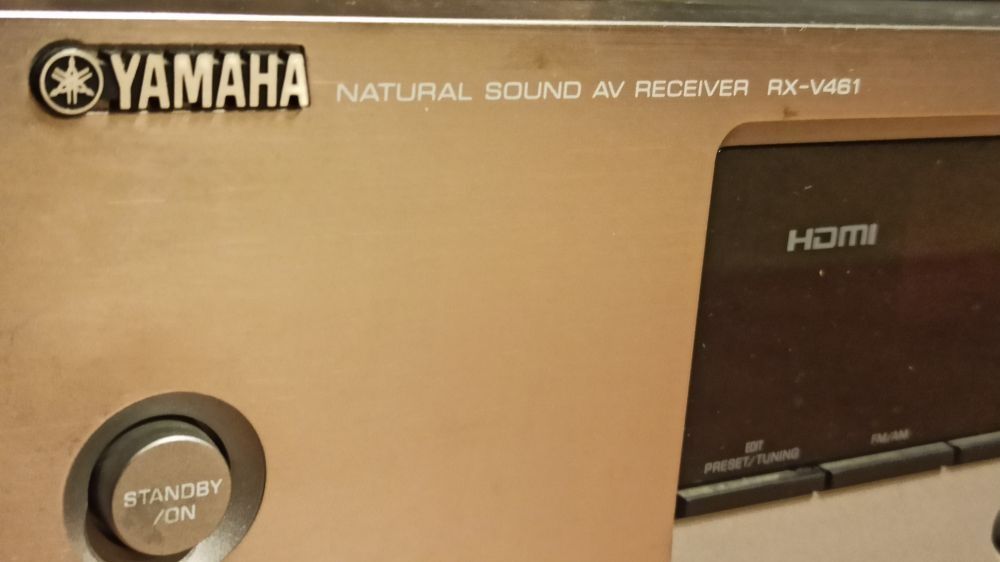 YAMAHA NATURAL SOUND AV RECEIVER RX-V461
HDMI
EDIT
PRESET/TUNING
FM/AM
STANDBY
/ON